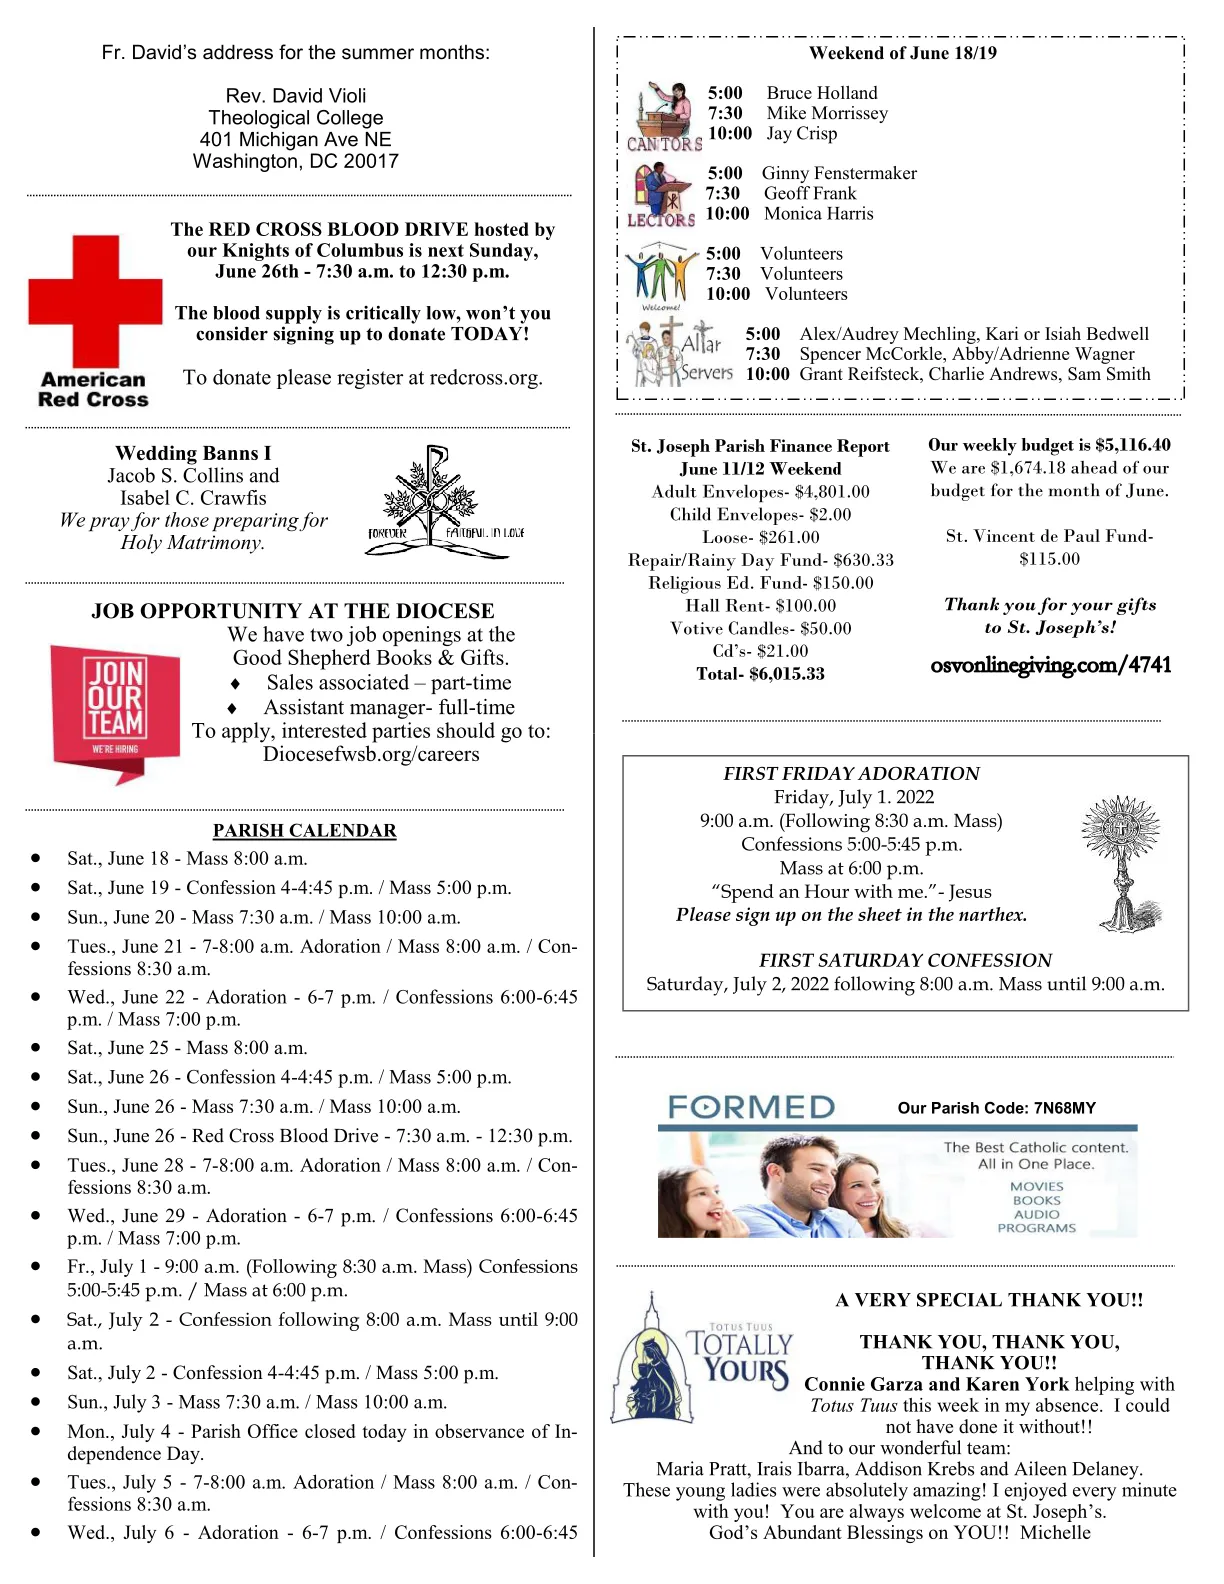 Fr. David's address for the summer months:
Rev. David Violi
Theological College
401 Michigan Ave NE
Washington, DC 20017
The RED CROSS BLOOD DRIVE hosted by
our Knights of Columbus is next Sunday,
June 26th - 7:30 a.m. to 12:30 p.m.
The blood supply is critically low, won't you
consider signing up to donate TODAY!
To donate please register at redcross.org.
American
Red Cross
Wedding Banns I
Jacob S. Collins and
Isabel C. Crawfis
We pray for those preparing for
Holy Matrimony.
FOREVER FAITHFUL IN LOVE
JOB OPPORTUNITY AT THE DIOCESE
We have two job openings at the
Good Shepherd Books & Gifts.
♦ Sales associated – part-time
♦ Assistant manager- full-time
To apply, interested parties should go to:
Diocesefwsb.org/careers
JOIN
OUR
TEAM
WE'RE HIRING
PARISH CALENDAR
• Sat., June 18 - Mass 8:00 a.m.
• Sat., June 19 - Confession 4-4:45 p.m. / Mass 5:00 p.m.
• Sun., June 20 - Mass 7:30 a.m. / Mass 10:00 a.m.
• Tues., June 21 - 7-8:00 a.m. Adoration / Mass 8:00 a.m. / Con-
fessions 8:30 a.m.
• Wed., June 22 - Adoration - 6-7 p.m. / Confessions 6:00-6:45
p.m. / Mass 7:00 p.m.
• Sat., June 25 - Mass 8:00 a.m.
• Sat., June 26 - Confession 4-4:45 p.m. / Mass 5:00 p.m.
• Sun., June 26 - Mass 7:30 a.m. / Mass 10:00 a.m.
• Sun., June 26 - Red Cross Blood Drive - 7:30 a.m. - 12:30 p.m.
• Tues., June 28 - 7-8:00 a.m. Adoration / Mass 8:00 a.m. / Con-
fessions 8:30 a.m.
• Wed., June 29 - Adoration - 6-7 p.m. / Confessions 6:00-6:45
p.m. / Mass 7:00 p.m.
• Fr., July 1 - 9:00 a.m. (Following 8:30 a.m. Mass) Confessions
5:00-5:45 p.m. / Mass at 6:00 p.m.
• Sat., July 2 - Confession following 8:00 a.m. Mass until 9:00
a.m.
• Sat., July 2 - Confession 4-4:45 p.m. / Mass 5:00 p.m.
• Sun., July 3 - Mass 7:30 a.m. / Mass 10:00 a.m.
• Mon., July 4 - Parish Office closed today in observance of In-
dependence Day.
• Tues., July 5 - 7-8:00 a.m. Adoration / Mass 8:00 a.m. / Con-
fessions 8:30 a.m.
• Wed., July 6 - Adoration - 6-7 p.m. / Confessions 6:00-6:45
Weekend of June 18/19
5:00 Bruce Holland
7:30 Mike Morrissey
10:00 Jay Crisp
CANTORS
5:00 Ginny Fenstermaker
7:30 Geoff Frank
10:00 Monica Harris
LECTORS
5:00 Volunteers
7:30 Volunteers
10:00 Volunteers
Welcome!
5:00 Alex/Audrey Mechling, Kari or Isiah Bedwell
7:30 Spencer McCorkle, Abby/Adrienne Wagner
10:00 Grant Reifsteck, Charlie Andrews, Sam Smith
Altar
Servers
St. Joseph Parish Finance Report
June 11/12 Weekend
Adult Envelopes- $4,801.00
Child Envelopes- $2.00
Loose- $261.00
Repair/Rainy Day Fund- $630.33
Religious Ed. Fund- $150.00
Hall Rent- $100.00
Votive Candles- $50.00
Cd's- $21.00
Total- $6,015.33
Our weekly budget is $5,116.40
We are $1,674.18 ahead of our
budget for the month of June.
St. Vincent de Paul Fund-
$115.00
Thank you for your gifts
to St. Joseph's!
osvonlinegiving.com/4741
FIRST FRIDAY ADORATION
Friday, July 1. 2022
9:00 a.m. (Following 8:30 a.m. Mass)
Confessions 5:00-5:45 p.m.
Mass at 6:00 p.m.
“Spend an Hour with me.”- Jesus
Please sign up on the sheet in the narthex.
FIRST SATURDAY CONFESSION
Saturday, July 2, 2022 following 8:00 a.m. Mass until 9:00 a.m.
FORMED
Our Parish Code: 7N68MY
The Best Catholic content.
All in One Place.
MOVIES
BOOKS
AUDIO
PROGRAMS
TOTUS TUUS
TOTALLY
YOURS
A VERY SPECIAL THANK YOU!!
THANK YOU, THANK YOU,
THANK YOU!!
Connie Garza and Karen York helping with
Totus Tuus this week in my absence. I could
not have done it without!!
And to our wonderful team:
Maria Pratt, Irais Ibarra, Addison Krebs and Aileen Delaney.
These young ladies were absolutely amazing! I enjoyed every minute
with you! You are always welcome at St. Joseph's.
God's Abundant Blessings on YOU!! Michelle